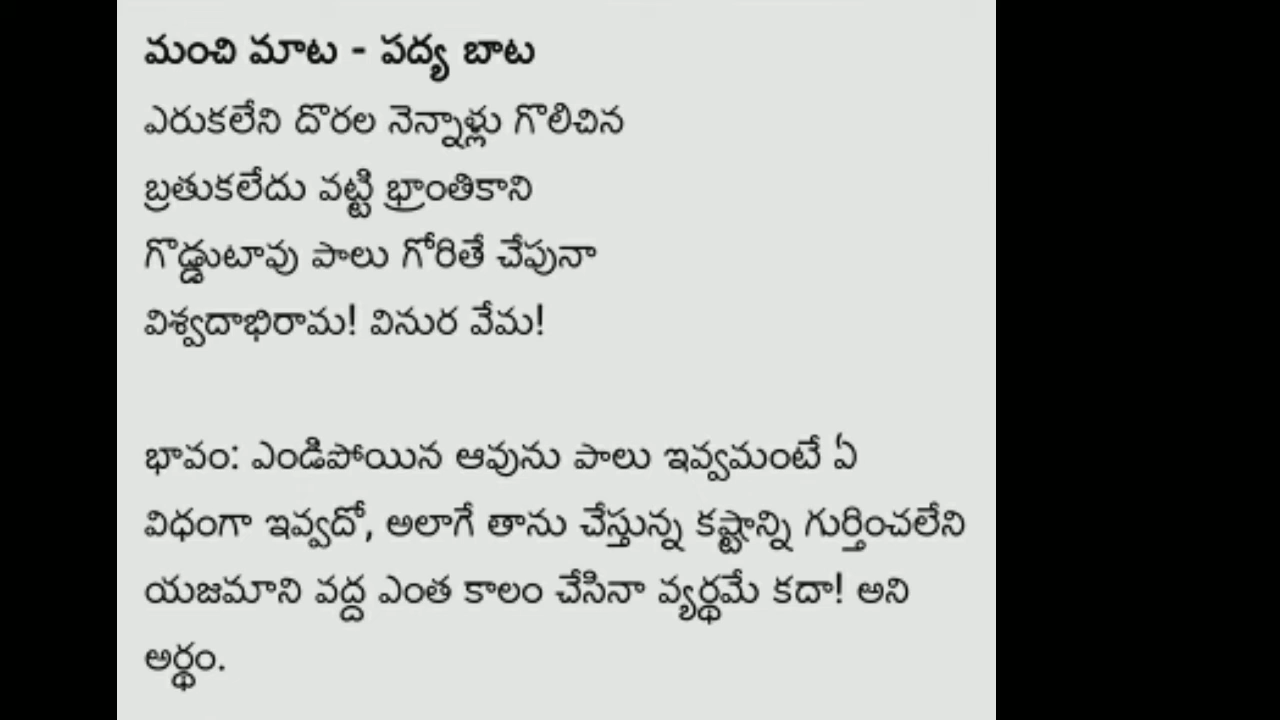 మంచి మాట - పద్య బాట
ఎరుకలేని దొరల నెన్నాళ్లు గొలిచిన
బ్రతుకలేదు వట్టి భ్రాంతికాని
గొడ్డుటావు పాలు గోరితే చేపునా
విశ్వదాభిరామ! వినుర వేమ!
భావం: ఎండిపోయిన ఆవును పాలు ఇవ్వమంటే ఏ
విధంగా ఇవ్వదో, అలాగే తాను చేస్తున్న కష్టాన్ని గుర్తించలేని
యజమాని వద్ద ఎంత కాలం చేసినా వ్యర్థమే కదా! అని
అర్థం.